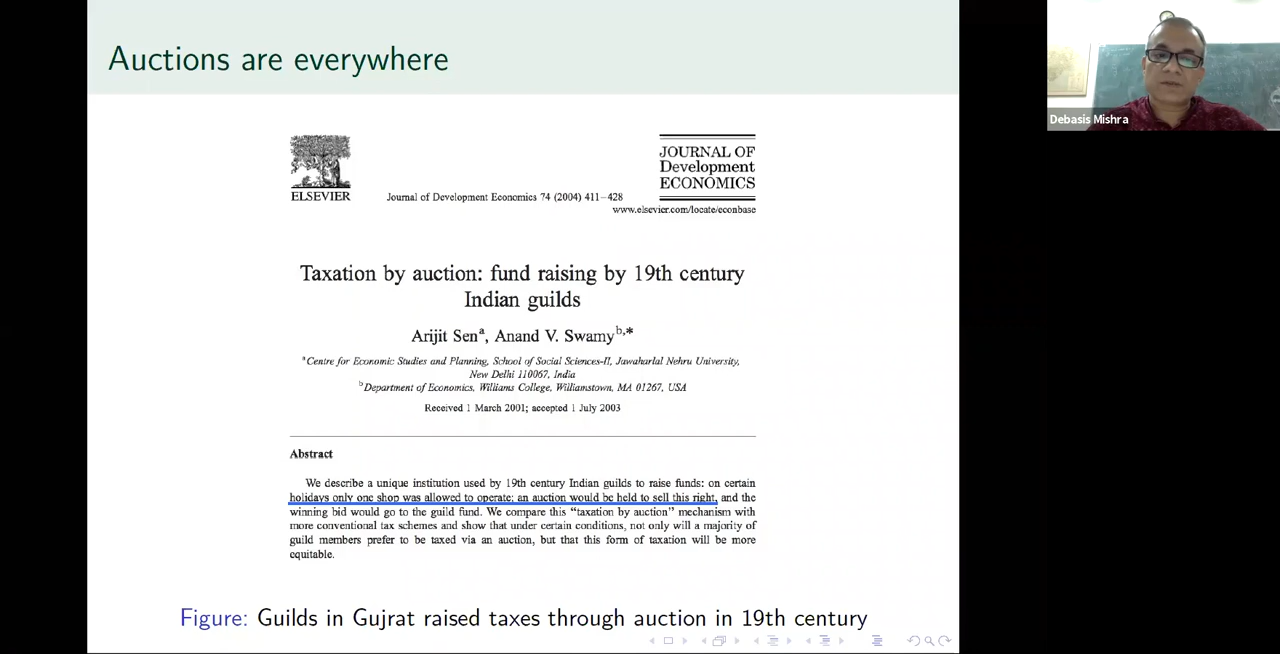 Auctions are everywhere
Debasis Mishra
ELSEVIER
Journal of Development Economics 74 (2004) 411–428
JOURNAL OF
Development
ECONOMICS
www.elsevier.com/locate/econbase
Taxation by auction: fund raising by 19th century
Indian guilds
Arijit Senᵃ, Anand V. Swamyᵇ,*
ᵃCentre for Economic Studies and Planning, School of Social Sciences-II, Jawaharlal Nehru University,
New Delhi 110067, India
ᵇDepartment of Economics, Williams College, Williamstown, MA 01267, USA
Received 1 March 2001; accepted 1 July 2003
Abstract
We describe a unique institution used by 19th century Indian guilds to raise funds: on certain
holidays only one shop was allowed to operate; an auction would be held to sell this right, and the
winning bid would go to the guild fund. We compare this “taxation by auction” mechanism with
more conventional tax schemes and show that under certain conditions, not only will a majority of
guild members prefer to be taxed via an auction, but that this form of taxation will be more
equitable.
Figure: Guilds in Gujrat raised taxes through auction in 19th century